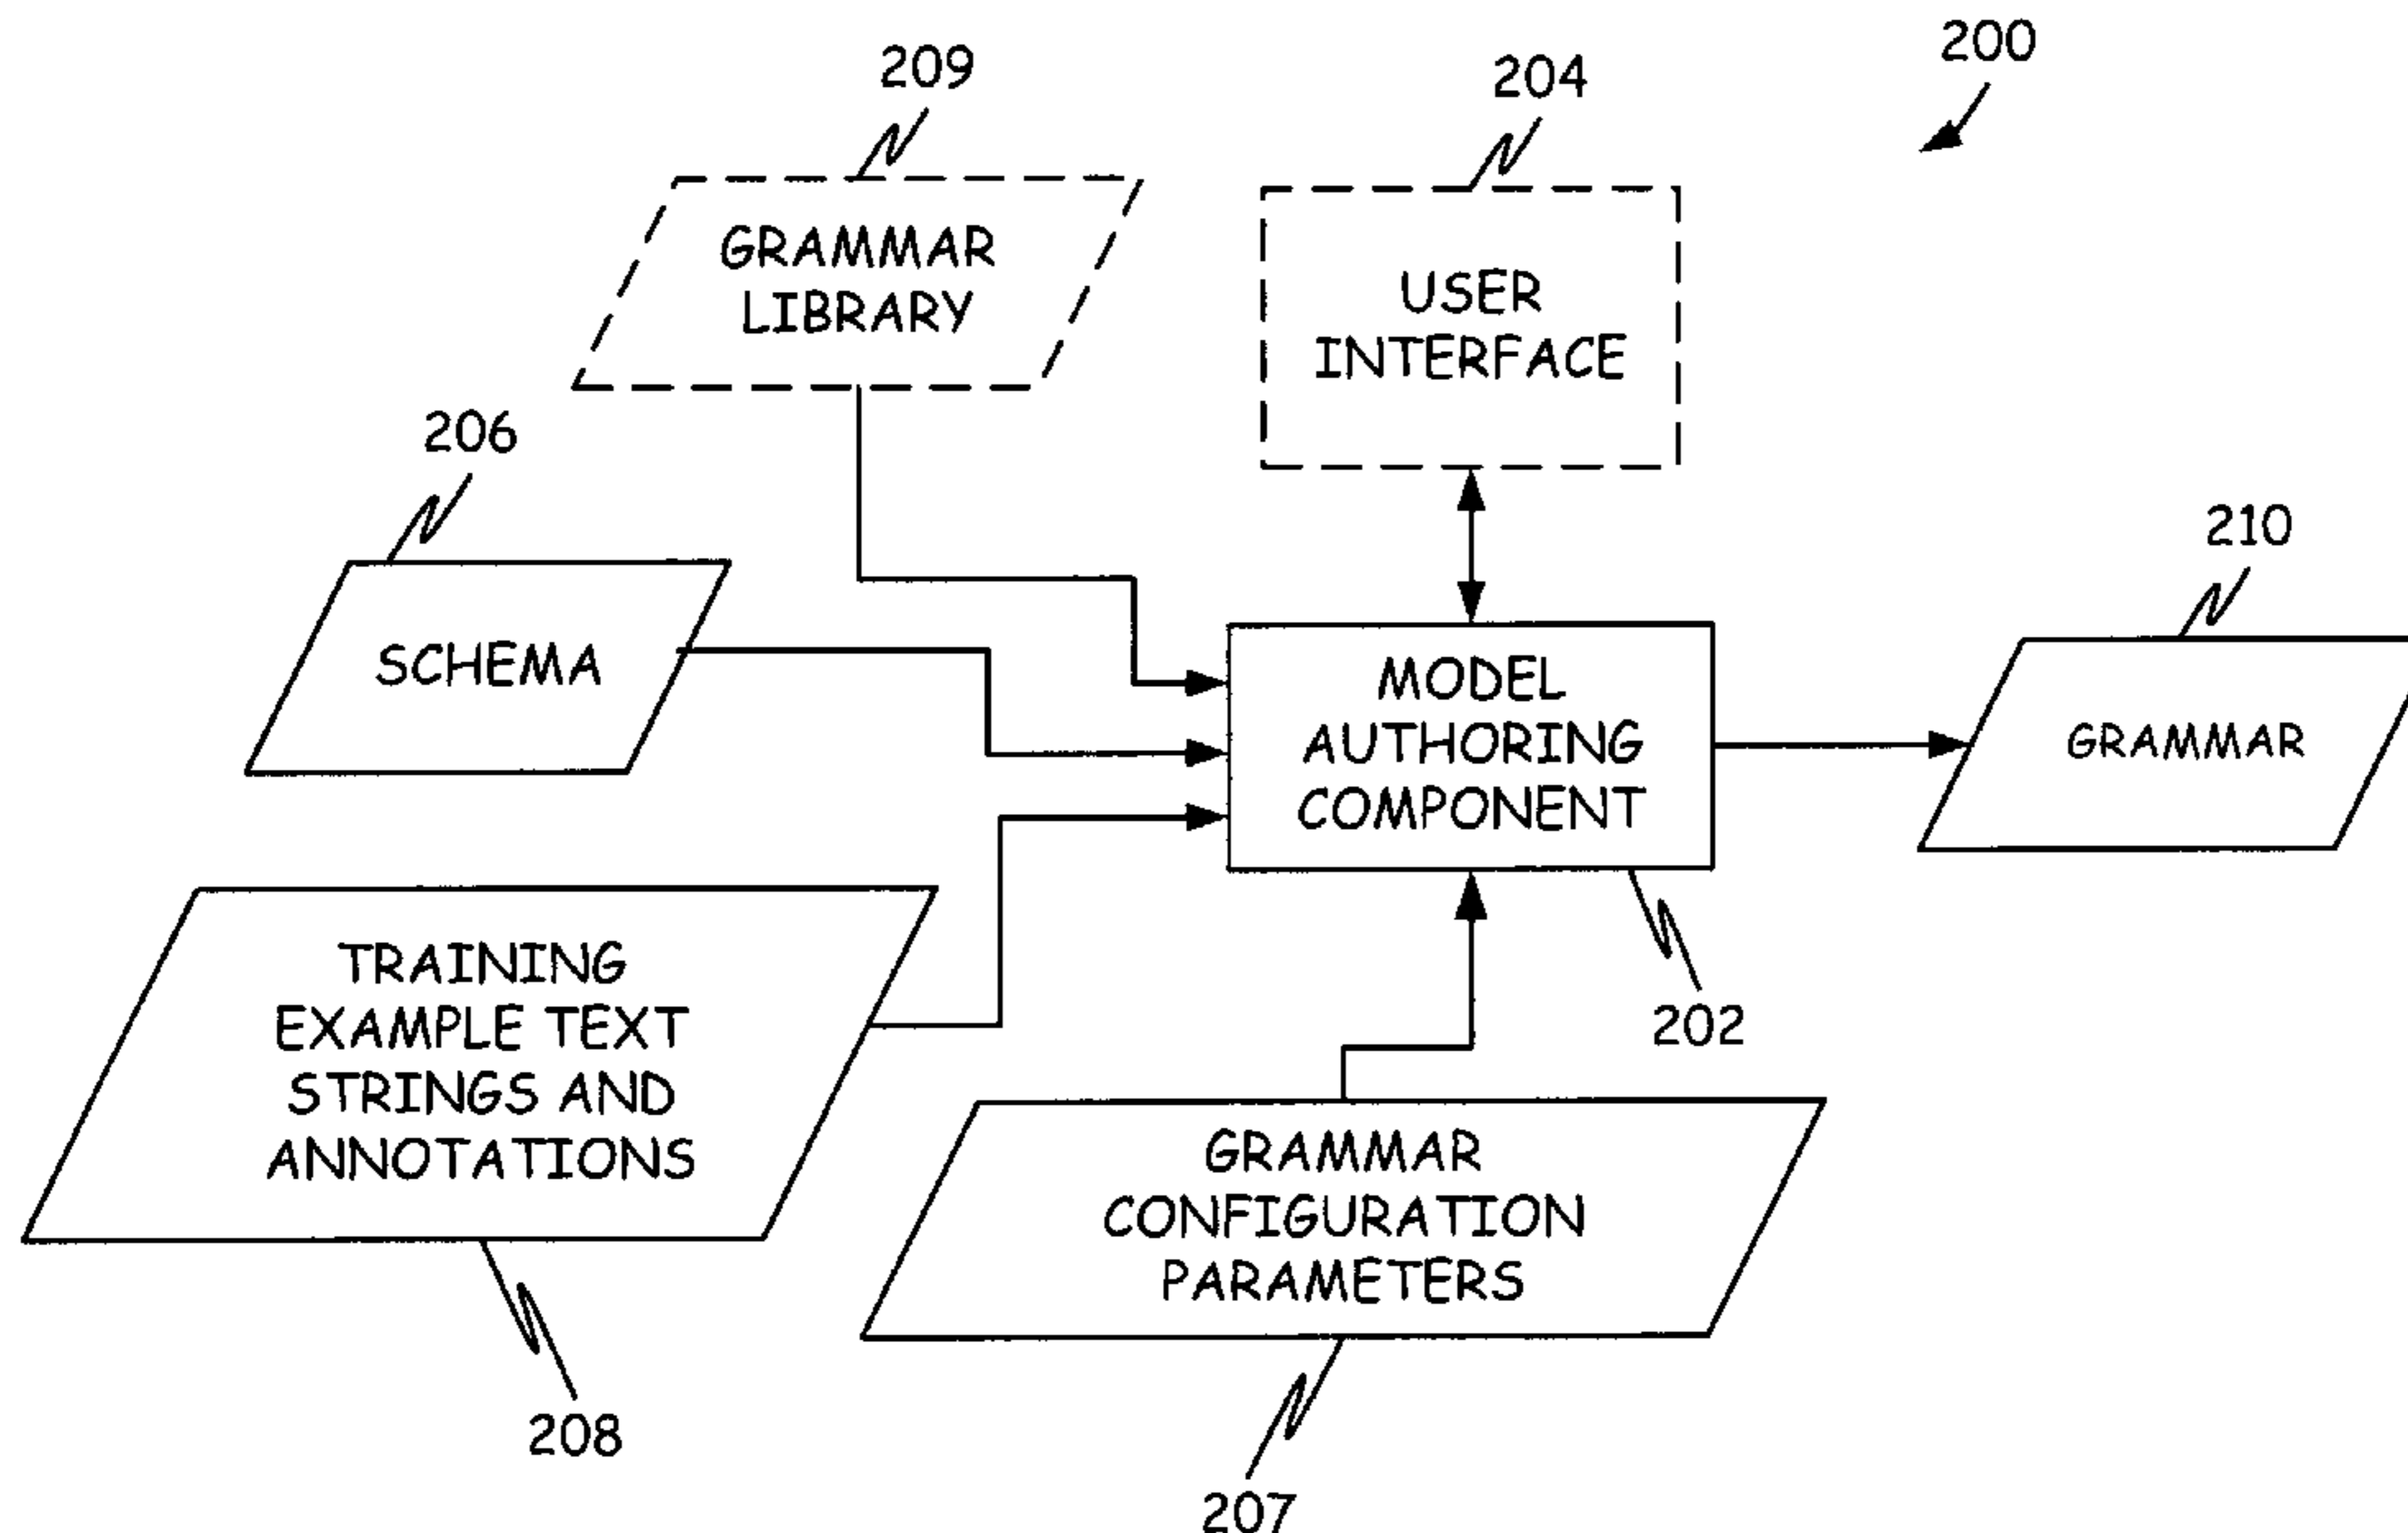 200
209
204
GRAMMAR
LIBRARY
USER
INTERFACE
206
210
SCHEMA
MODEL
AUTHORING
COMPONENT
GRAMMAR
TRAINING
EXAMPLE TEXT
STRINGS AND
ANNOTATIONS
202
GRAMMAR
CONFIGURATION
PARAMETERS
208
207